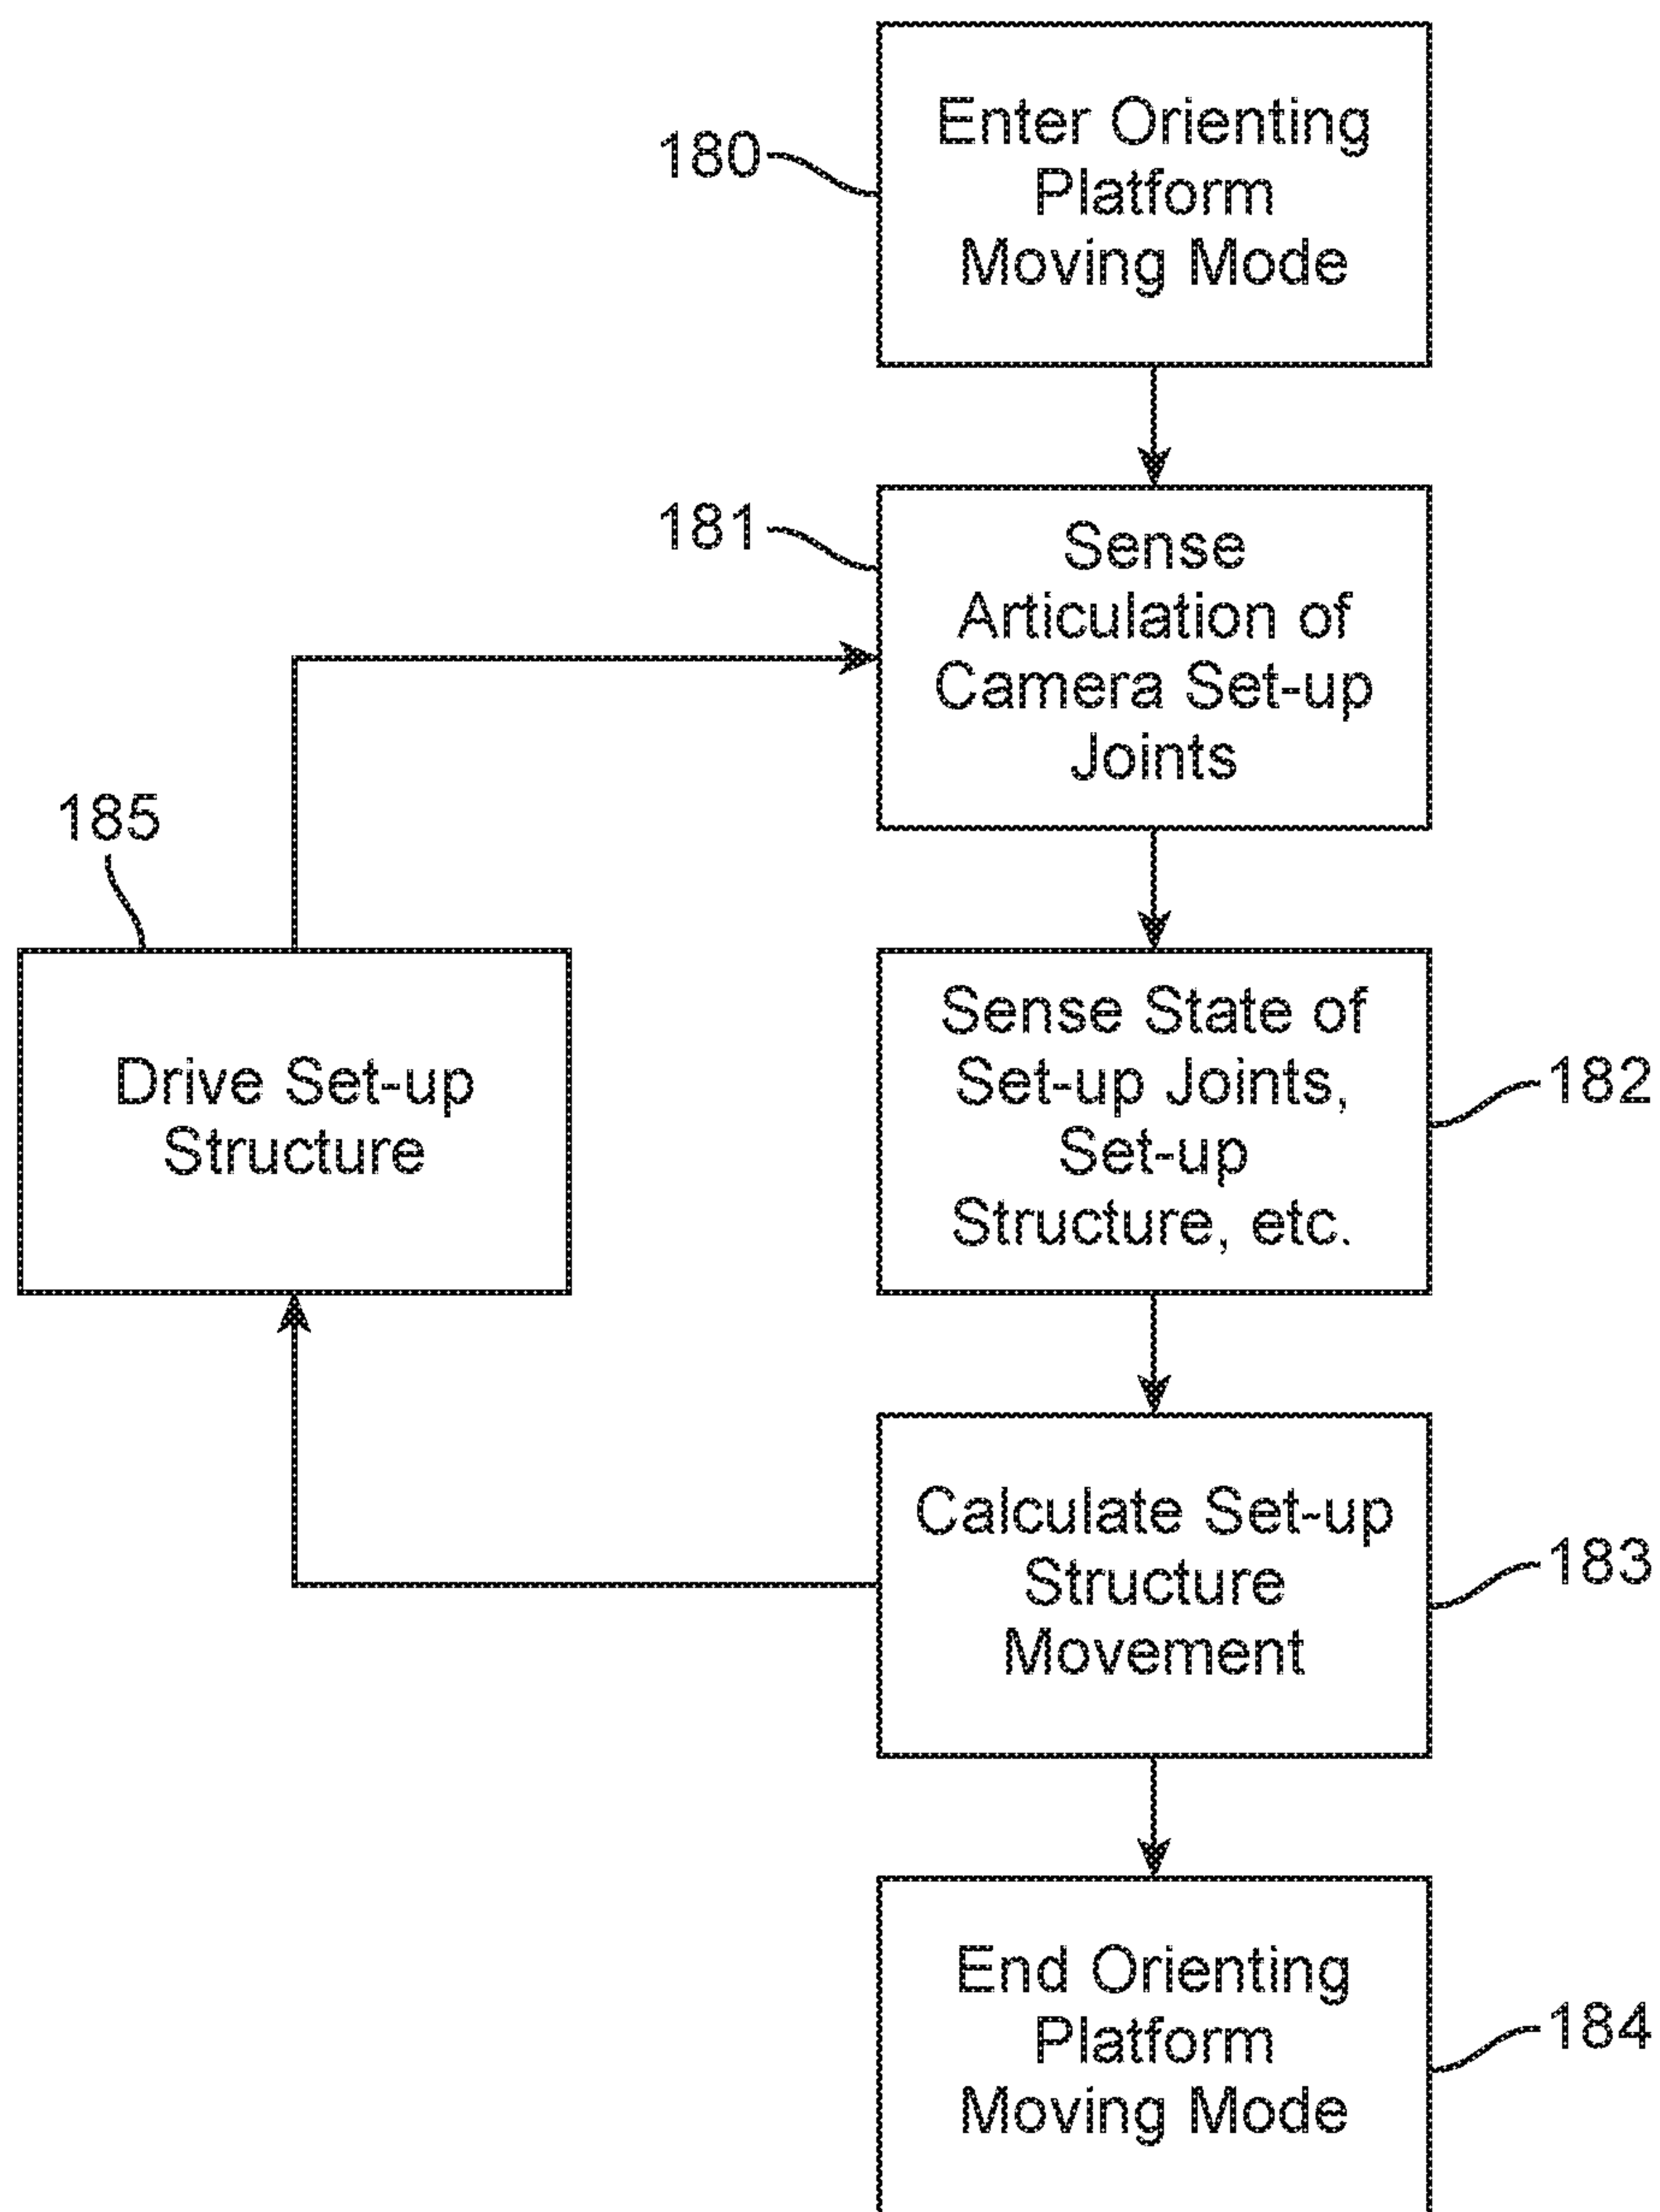 180
Enter Orienting
Platform
Moving Mode
181
Sense
Articulation of
Camera Set-up
Joints
185
Drive Set-up
Structure
Sense State of
Set-up Joints,
Set-up
Structure, etc.
182
Calculate Set-up
Structure
Movement
183
End Orienting
Platform
Moving Mode
184